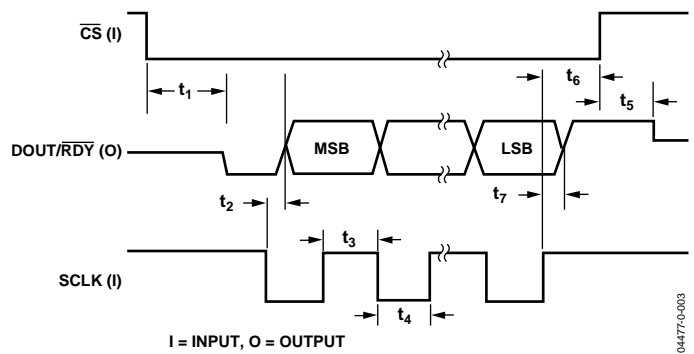 CS (I)
t1
t6
t5
DOUT/RDY (O)
MSB
LSB
t2
t7
t3
SCLK (I)
t4
I = INPUT, O = OUTPUT
04477-0-003